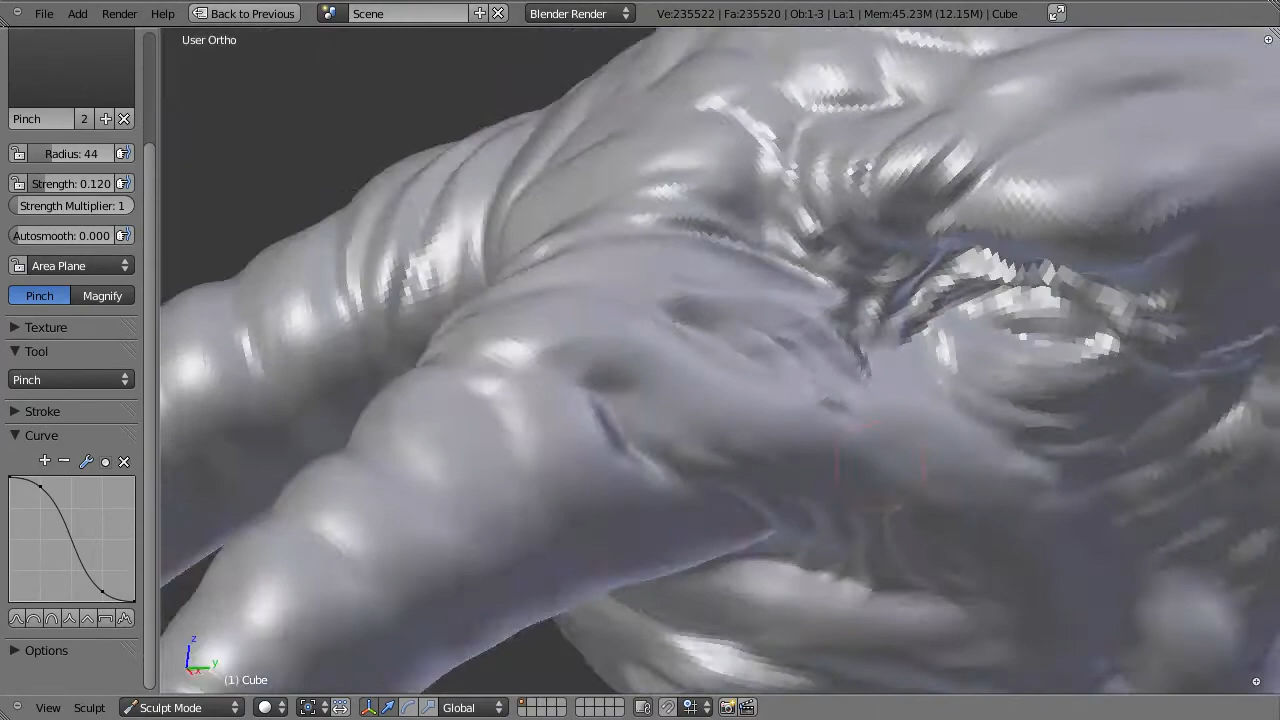 File Render Window Help Back to Previous Scene Blender Render Ve:235522 | Fa:235520 | Ob:1-3 | La:1 | Mem:45.23M (12.15M) | Cube
User Ortho
Pinch 2
Radius: 44
Strength: 0.120
Strength Multiplier: 1
Autosmooth: 0.000
Area Plane
Pinch Magnify
Texture
Tool
Pinch
Stroke
Curve
Options
z
y
x
(1) Cube
View Sculpt Sculpt Mode Global